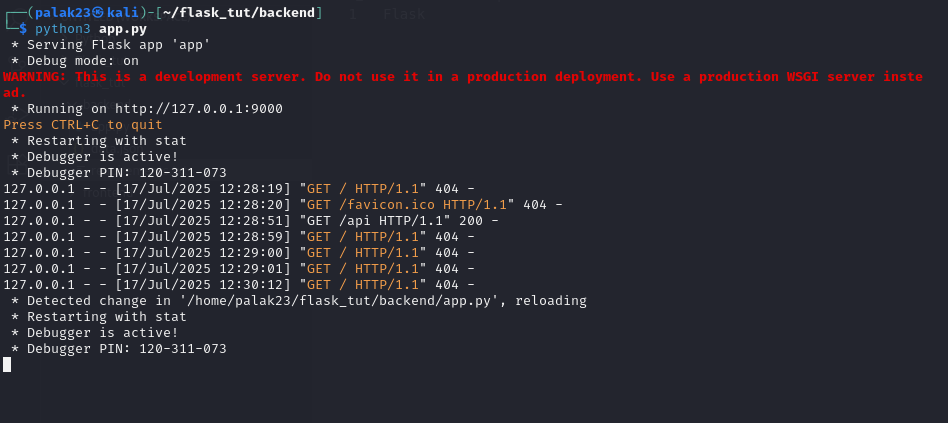 ┌──(palak23㉿kali)-[~/flask_tut/backend]
└─$ python3 app.py
 * Serving Flask app 'app'
 * Debug mode: on
WARNING: This is a development server. Do not use it in a production deployment. Use a production WSGI server inste
ad.
 * Running on http://127.0.0.1:9000
Press CTRL+C to quit
 * Restarting with stat
 * Debugger is active!
 * Debugger PIN: 120-311-073
127.0.0.1 - - [17/Jul/2025 12:28:19] "GET / HTTP/1.1" 404 -
127.0.0.1 - - [17/Jul/2025 12:28:20] "GET /favicon.ico HTTP/1.1" 404 -
127.0.0.1 - - [17/Jul/2025 12:28:51] "GET /api HTTP/1.1" 200 -
127.0.0.1 - - [17/Jul/2025 12:28:59] "GET / HTTP/1.1" 404 -
127.0.0.1 - - [17/Jul/2025 12:29:00] "GET / HTTP/1.1" 404 -
127.0.0.1 - - [17/Jul/2025 12:29:01] "GET / HTTP/1.1" 404 -
127.0.0.1 - - [17/Jul/2025 12:30:12] "GET / HTTP/1.1" 404 -
 * Detected change in '/home/palak23/flask_tut/backend/app.py', reloading
 * Restarting with stat
 * Debugger is active!
 * Debugger PIN: 120-311-073